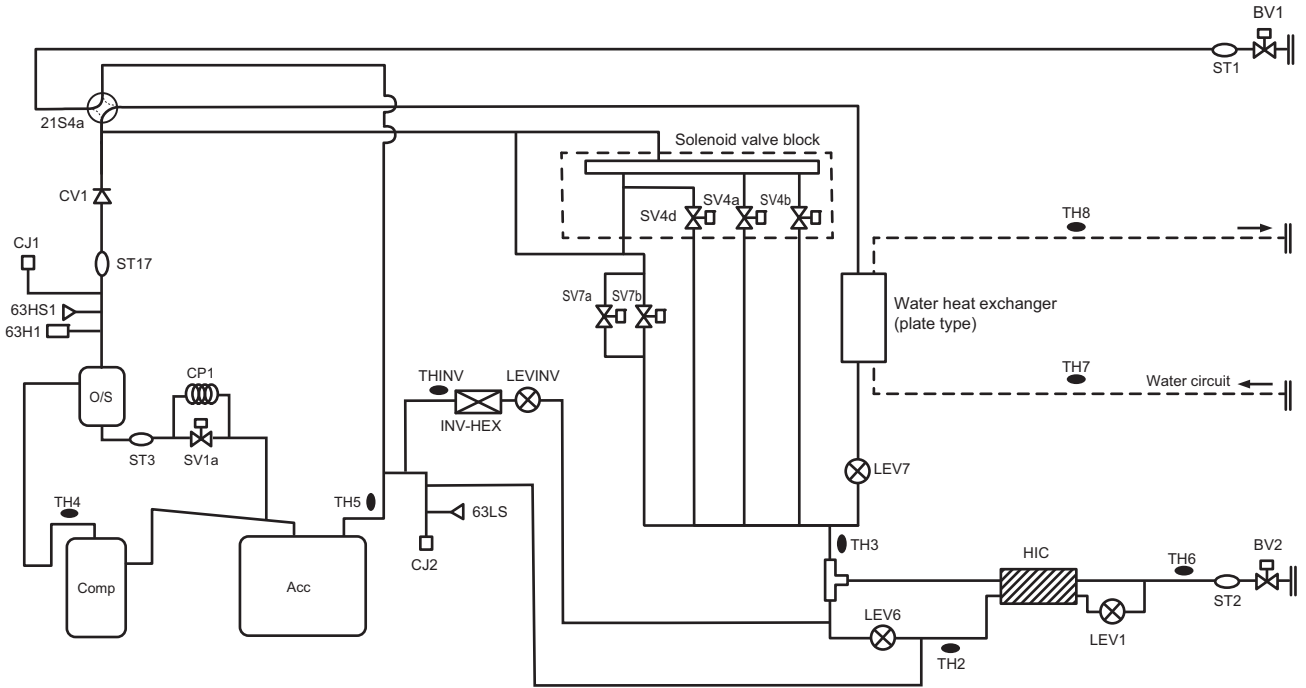 BV1
ST1
21S4a
Solenoid valve block
CV1
SV4d
SV4a
SV4b
TH8
CJ1
ST17
63HS1
63H1
SV7a
SV7b
Water heat exchanger
(plate type)
O/S
CP1
THINV
LEVINV
INV-HEX
TH7
Water circuit
ST3
SV1a
LEV7
TH4
TH5
63LS
CJ2
TH3
HIC
TH6
BV2
Comp
Acc
ST2
LEV6
LEV1
TH2